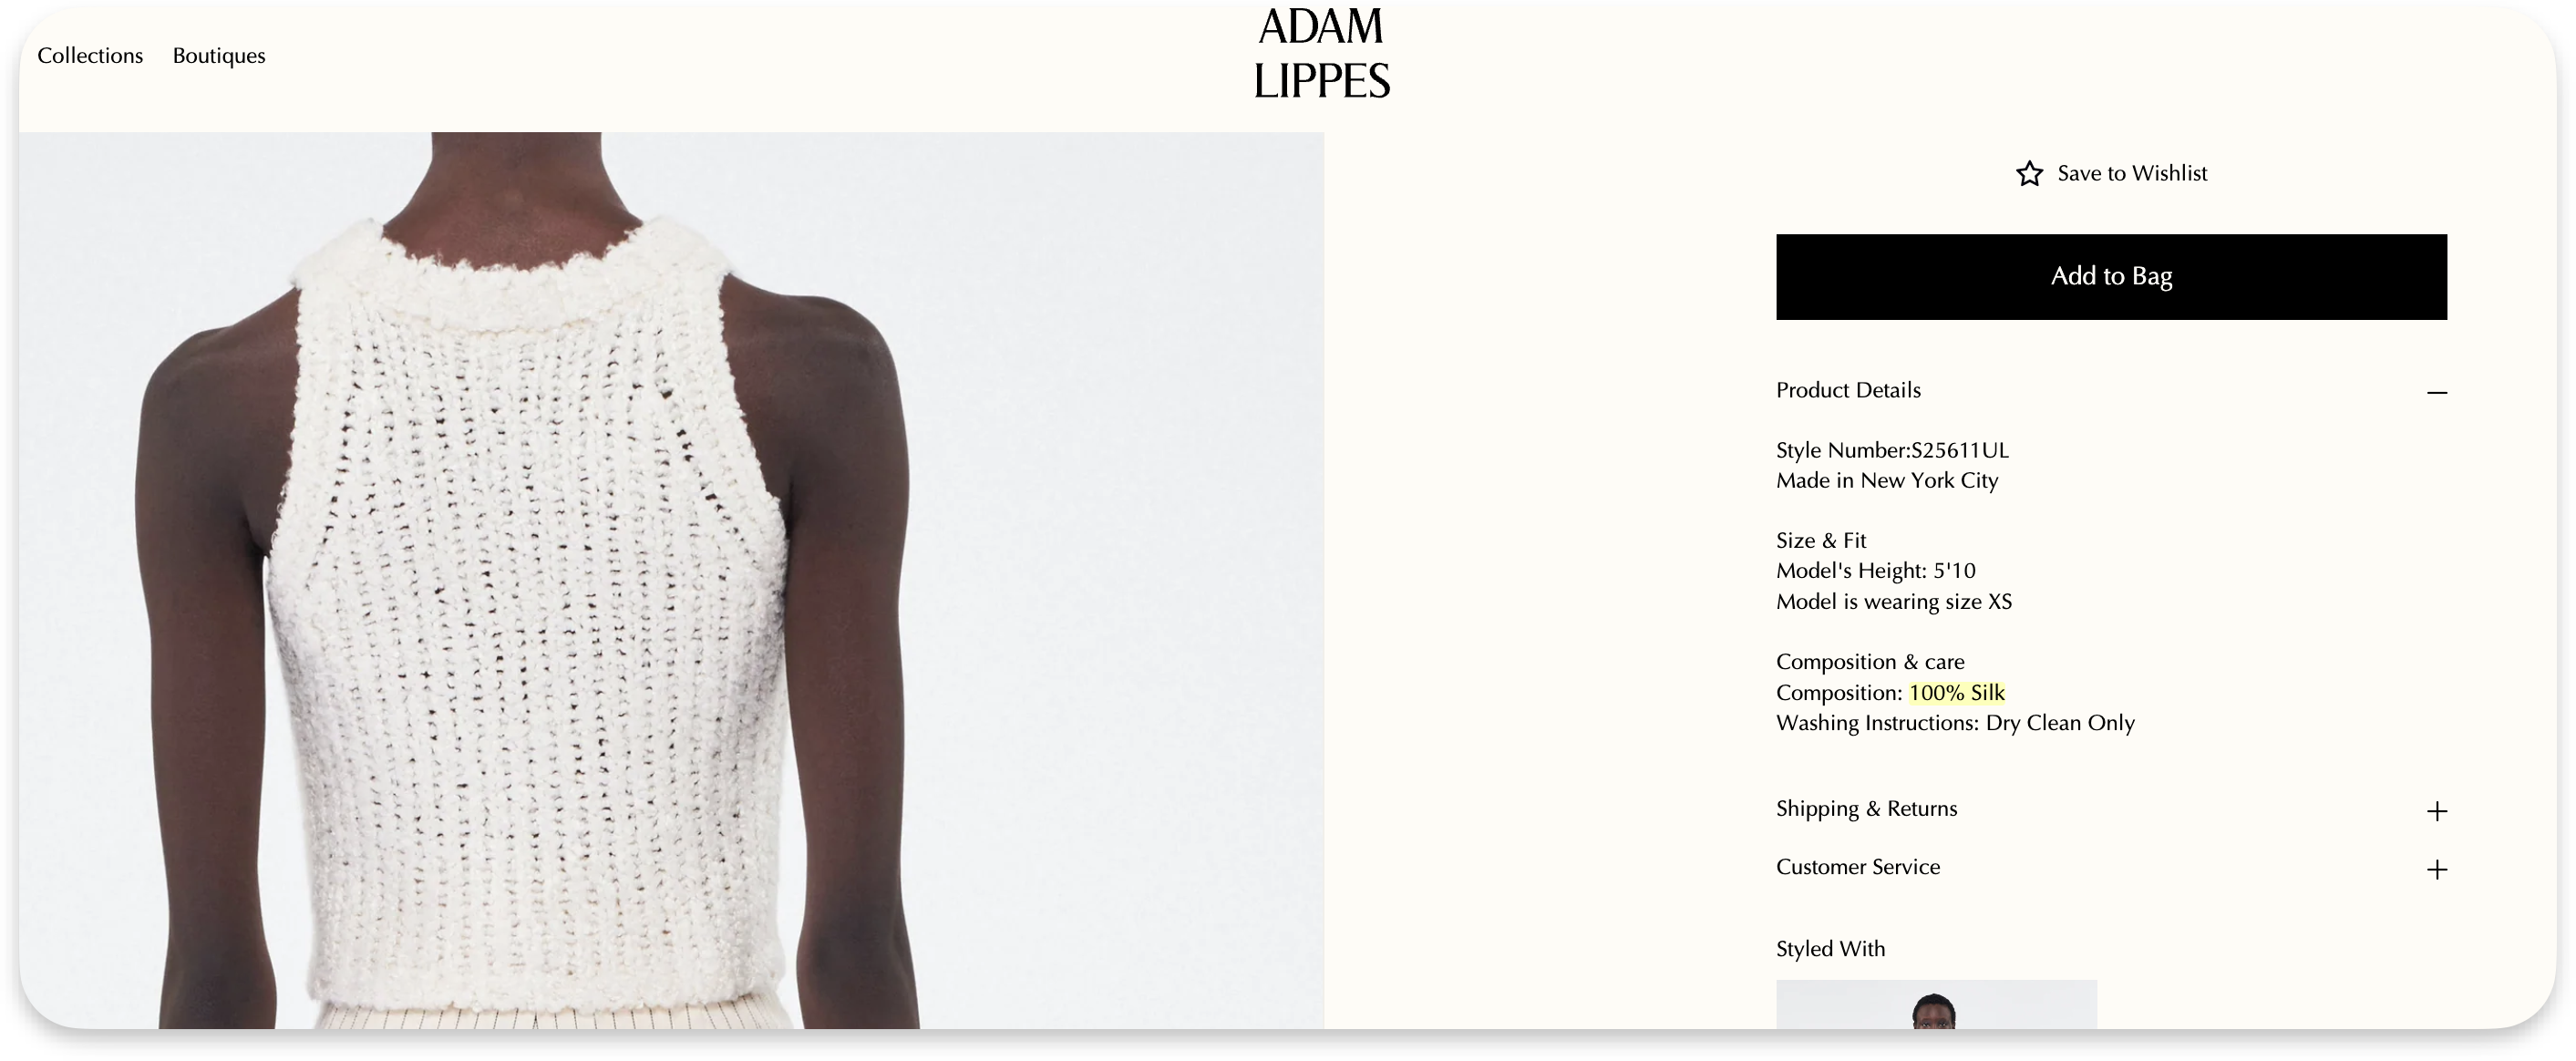 Collections Boutiques
ADAM
LIPPES
Save to Wishlist
Add to Bag
Product Details
Style Number:S25611UL
Made in New York City
Size & Fit
Model's Height: 5'10
Model is wearing size XS
Composition & care
Composition: 100% Silk
Washing Instructions: Dry Clean Only
Shipping & Returns
Customer Service
Styled With